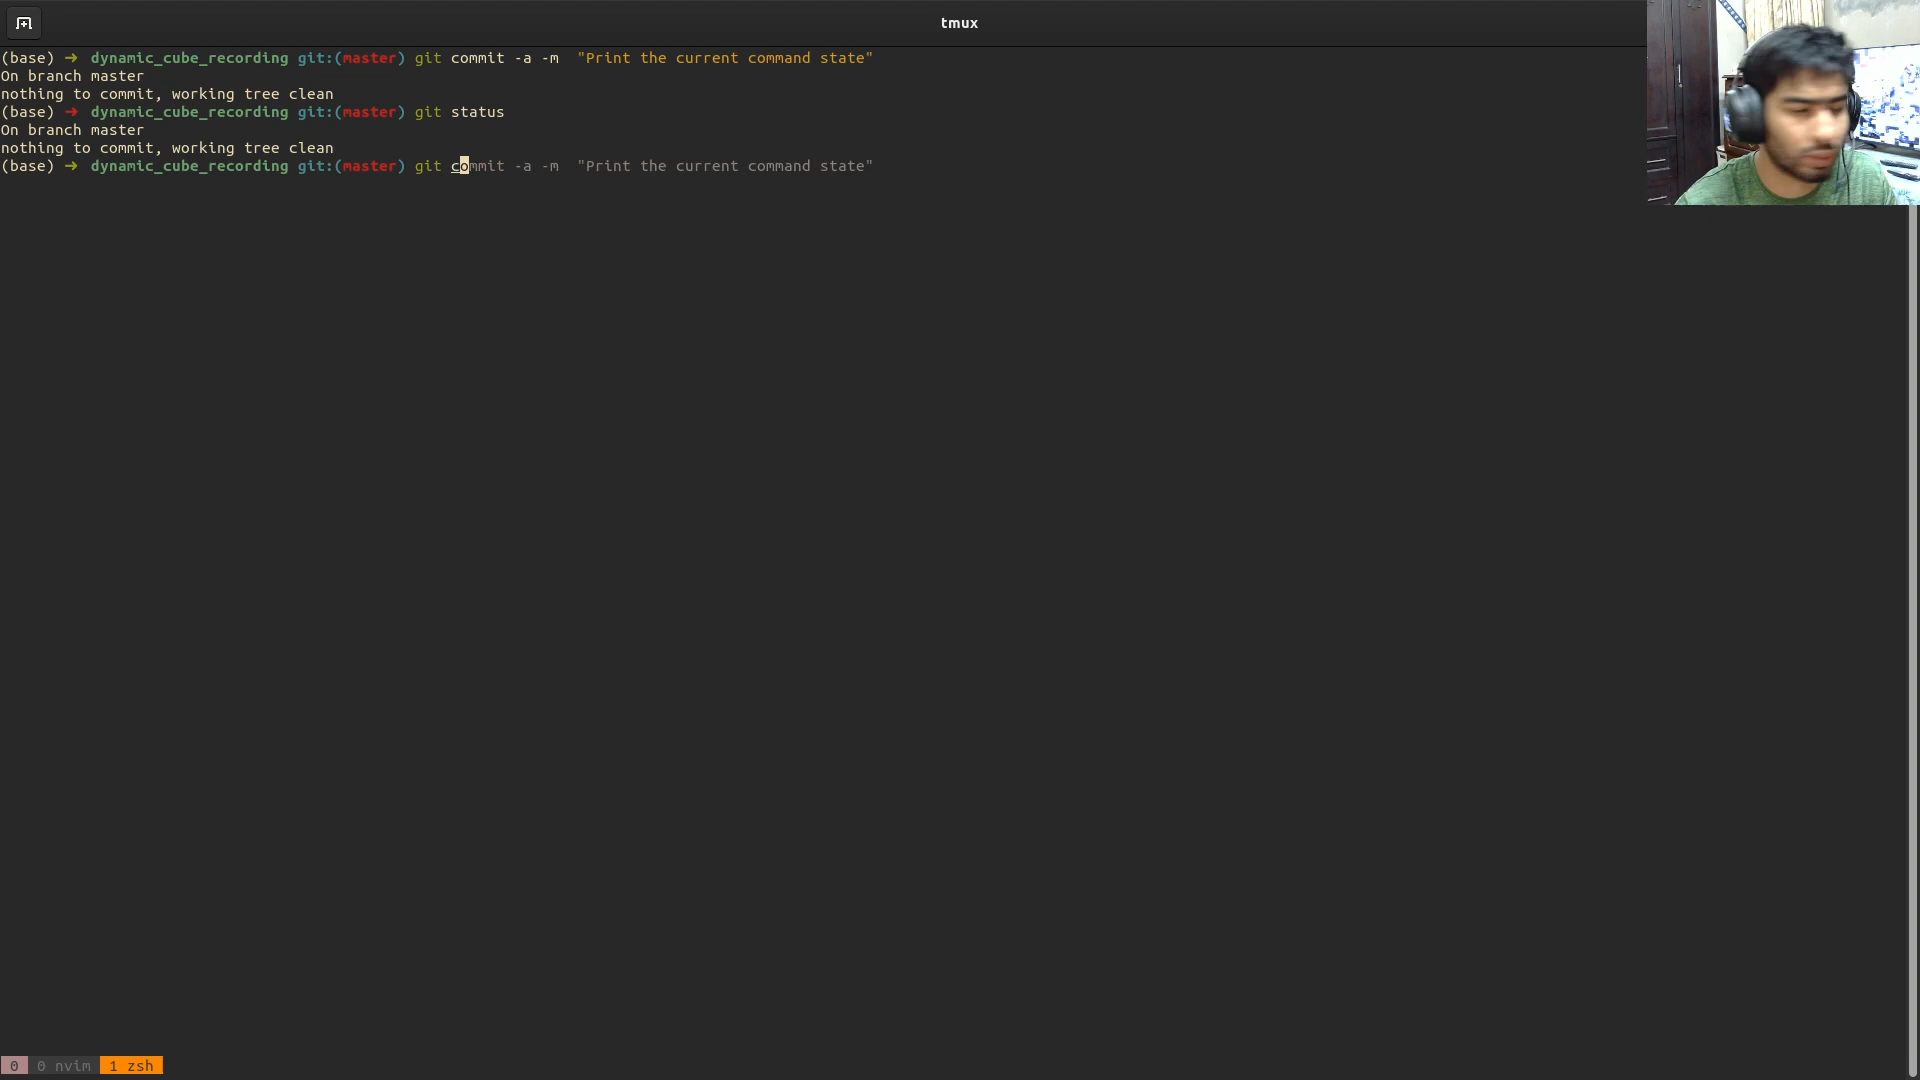 tmux
(base) ➜ dynamic_cube_recording git:(master) git commit -a -m  "Print the current command state"
On branch master
nothing to commit, working tree clean
(base) ➜ dynamic_cube_recording git:(master) git status
On branch master
nothing to commit, working tree clean
(base) ➜ dynamic_cube_recording git:(master) git commit -a -m  "Print the current command state"
0 0 nvim 1 zsh